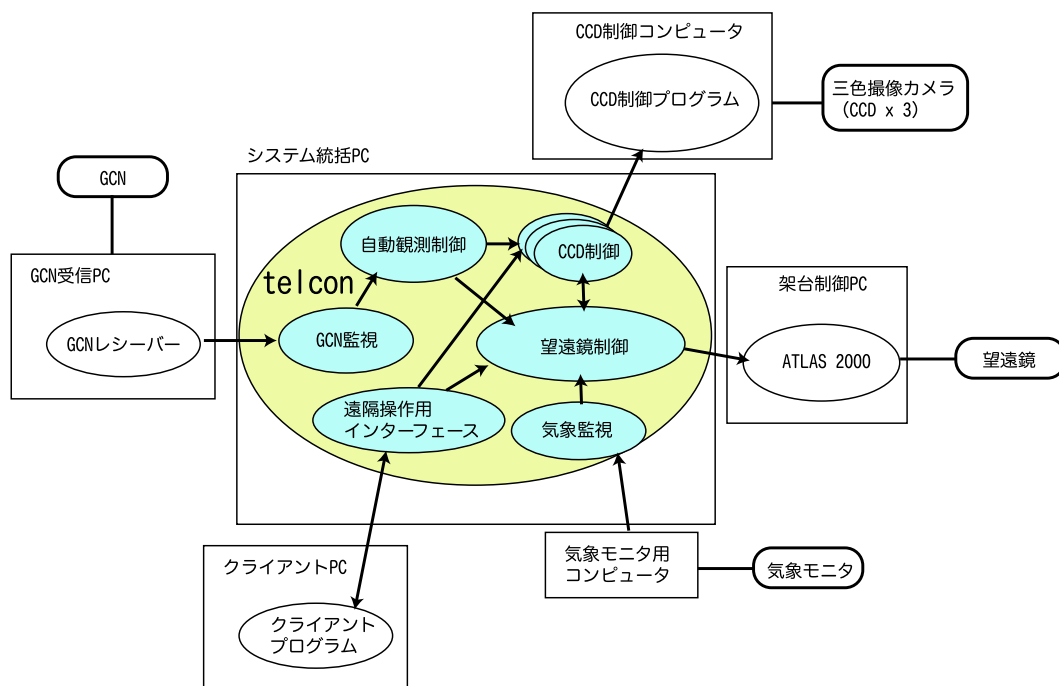 CCD制御コンピュータ
CCD制御プログラム
三色撮像カメラ
(CCD x 3)
システム統括PC
GCN
GCN受信PC
GCNレシーバー
自動観測制御
CCD制御
telcon
GCN監視
望遠鏡制御
架台制御PC
ATLAS 2000
望遠鏡
遠隔操作用
インターフェース
気象監視
気象モニタ用
コンピュータ
気象モニタ
クライアントPC
クライアント
プログラム